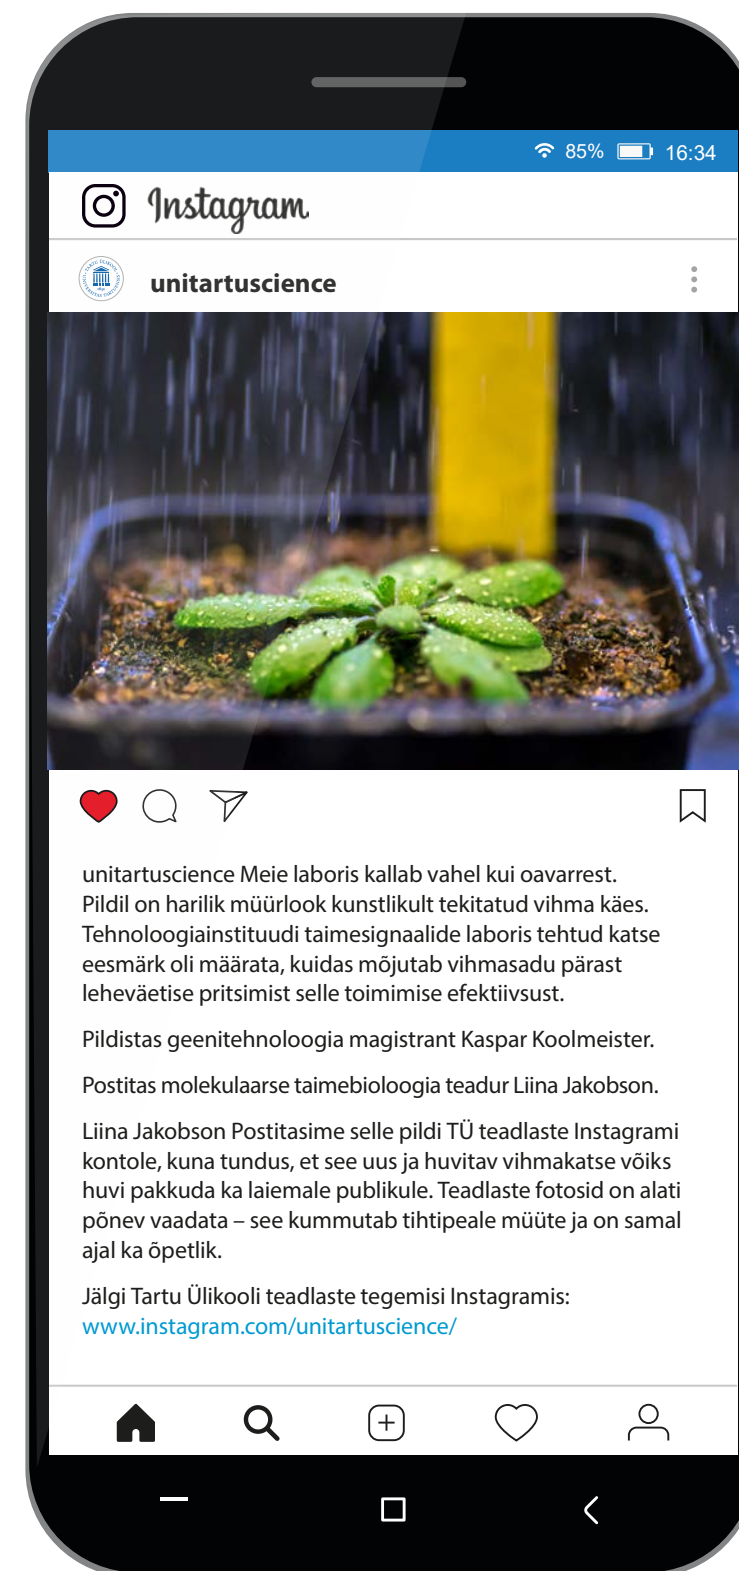 85% 16:34
Instagram
unitartuscience
unitartuscience Meie laboris kallab vahel kui oavarrest.
Pildil on harilik müürlook kunstlikult tekitatud vihma käes.
Tehnoloogiainstituudi taimesignaalide laboris tehtud katse
eesmärk oli määrata, kuidas mõjutab vihmasadu pärast
leheväetise pritsimist selle toimimise efektiivsust.
Pildistas geenitehnoloogia magistrant Kaspar Koolmeister.
Postitas molekulaarse taimebioloogia teadur Liina Jakobson.
Liina Jakobson Postitasime selle pildi TÜ teadlaste Instagrami
kontole, kuna tundus, et see uus ja huvitav vihmakatse võiks
huvi pakkuda ka laiemale publikule. Teadlaste fotosid on alati
põnev vaadata – see kummutab tihtipeale müüte ja on samal
ajal ka õpetlik.
Jälgi Tartu Ülikooli teadlaste tegemisi Instagramis:
www.instagram.com/unitartuscience/